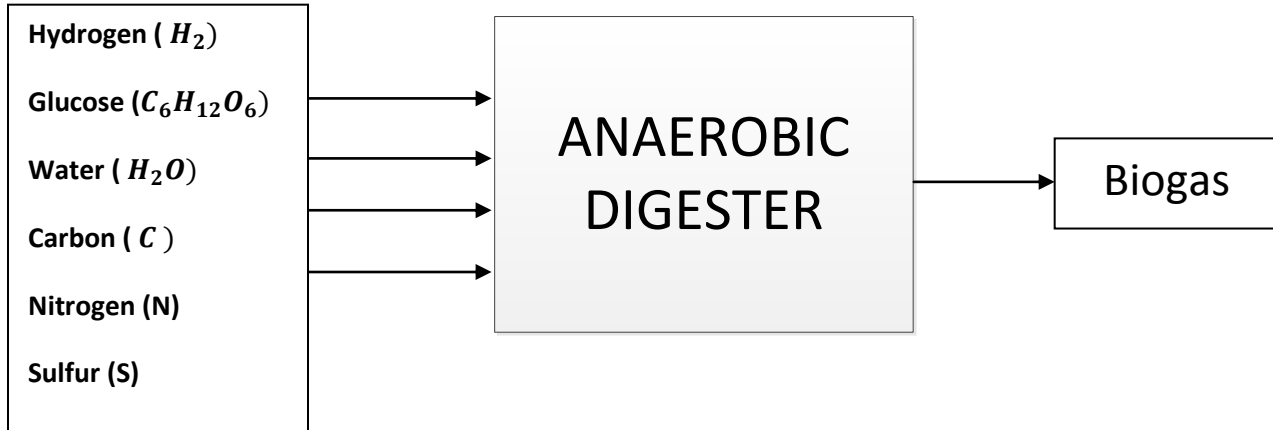 Hydrogen ( H₂)
Glucose (C₆H₁₂O₆)
Water ( H₂O)
Carbon ( C )
Nitrogen (N)
Sulfur (S)
ANAEROBIC
DIGESTER
Biogas